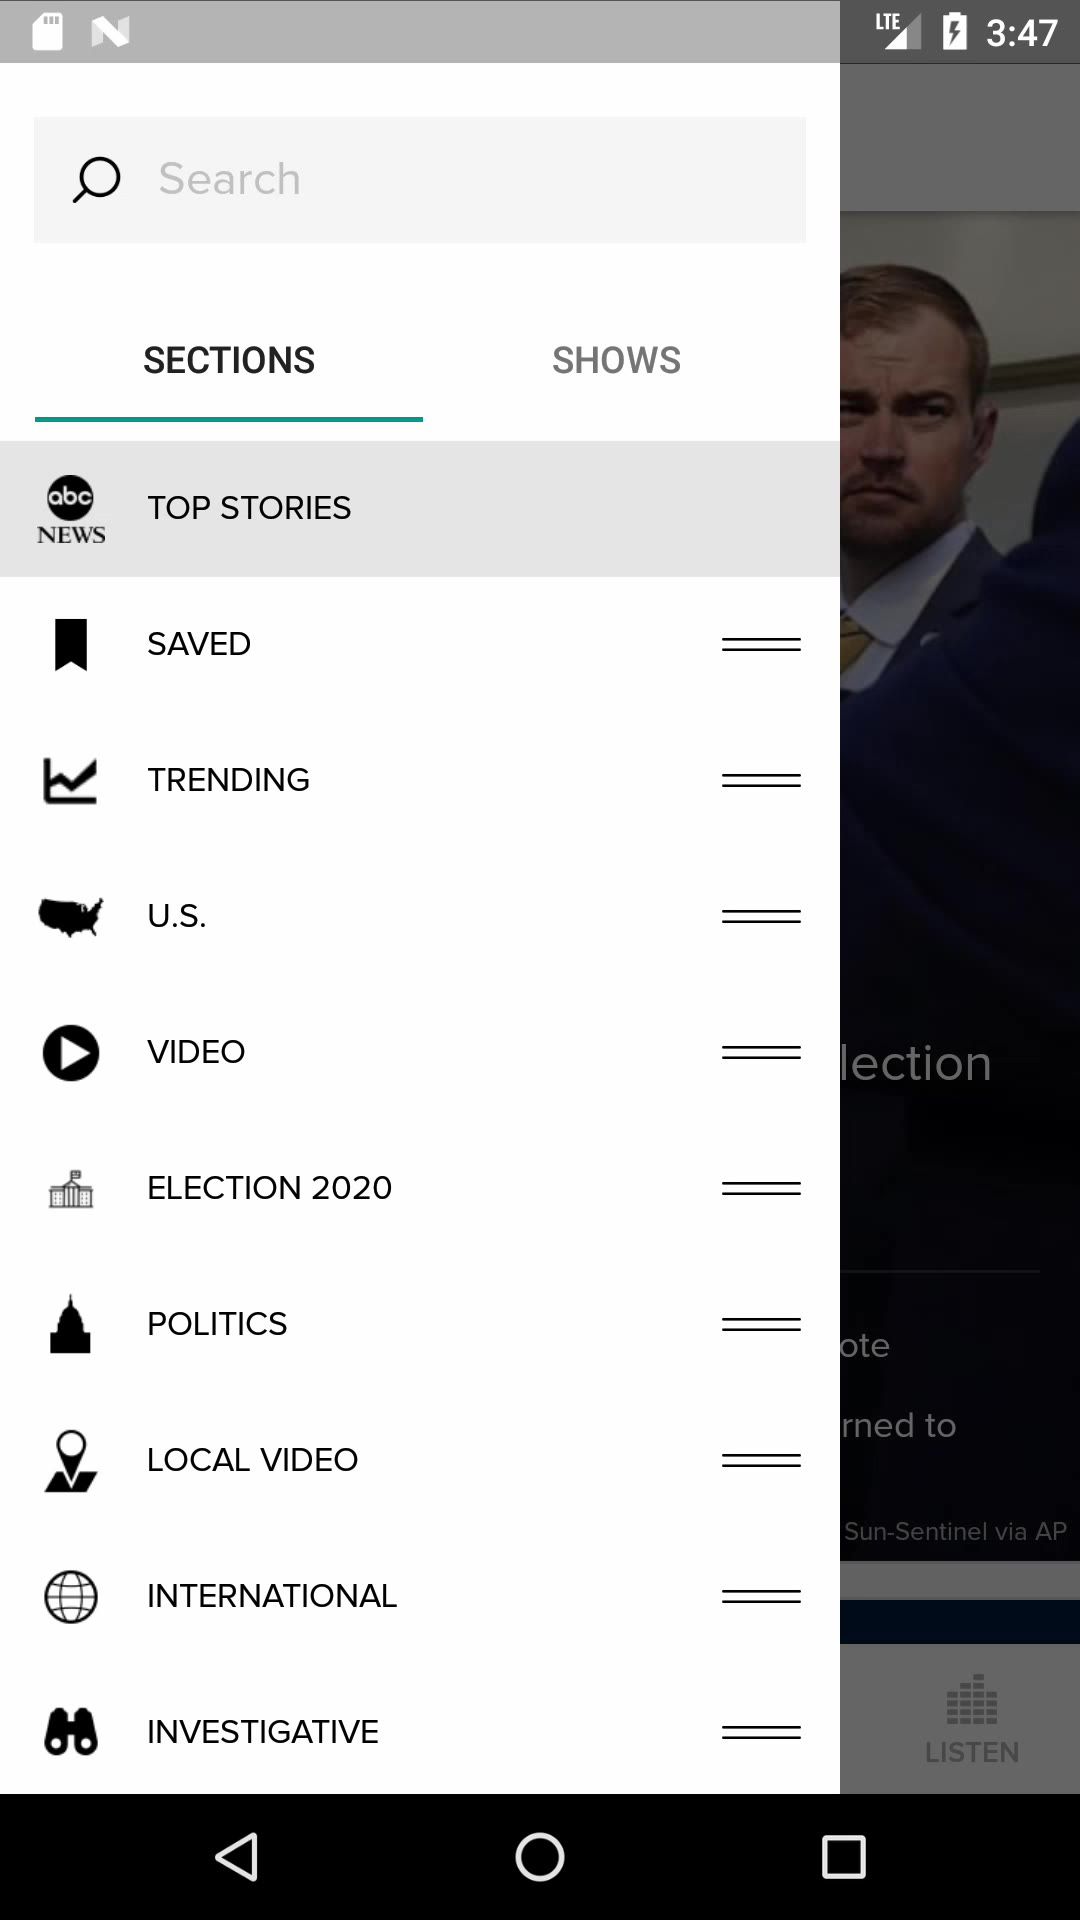 LTE 3:47
Search
SECTIONS SHOWS
abc
NEWS
TOP STORIES
SAVED
TRENDING
U.S.
VIDEO
lection
ELECTION 2020
POLITICS
ote
rned to
LOCAL VIDEO
Sun-Sentinel via AP
INTERNATIONAL
INVESTIGATIVE
LISTEN